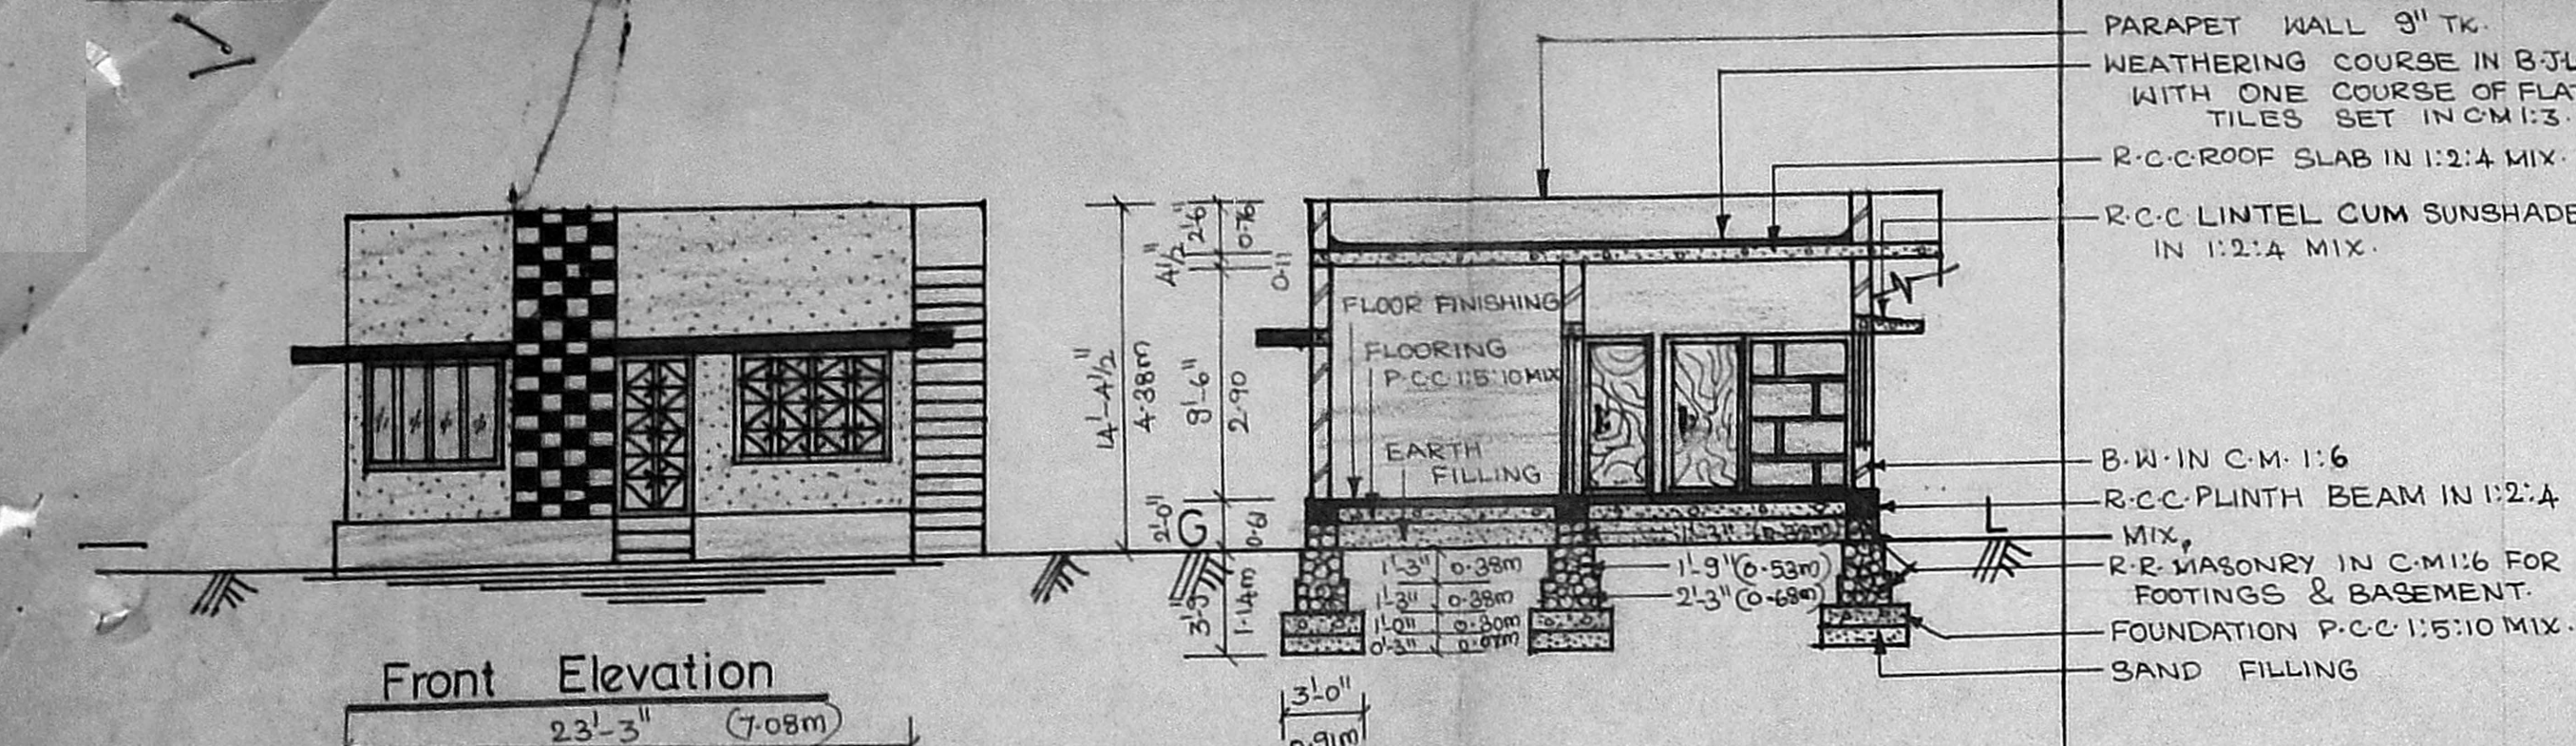 PARAPET WALL 9" TK.
WEATHERING COURSE IN B.J.L
WITH ONE COURSE OF FLAT
TILES SET IN C.M 1:3.
R.C.C ROOF SLAB IN 1:2:4 MIX.
R.C.C LINTEL CUM SUNSHADE
IN 1:2:4 MIX.
B.W. IN C.M. 1:6
R.C.C. PLINTH BEAM IN 1:2:4
MIX,
R.R. MASONRY IN C.M 1:6 FOR
FOOTINGS & BASEMENT.
FOUNDATION P.C.C. 1:5:10 MIX.
SAND FILLING
FLOOR FINISHING
FLOORING
P.C.C 1:5:10 MIX
EARTH
FILLING
2'-6" 0.76
4½" 0.11
14'-4½" 4.38m
9'-6" 2.90
2'-0" 0.61
G L
3'-9" 1.14m
1'-3" 0.38m
1'-3" 0.38m
1'-0" 0.30m
0'-3" 0.07m
1'-3" (0.38m)
1'-9" (0.53m)
2'-3" (0.68m)
3'-0"
0.91m
Front Elevation
23'-3" (7.08m)